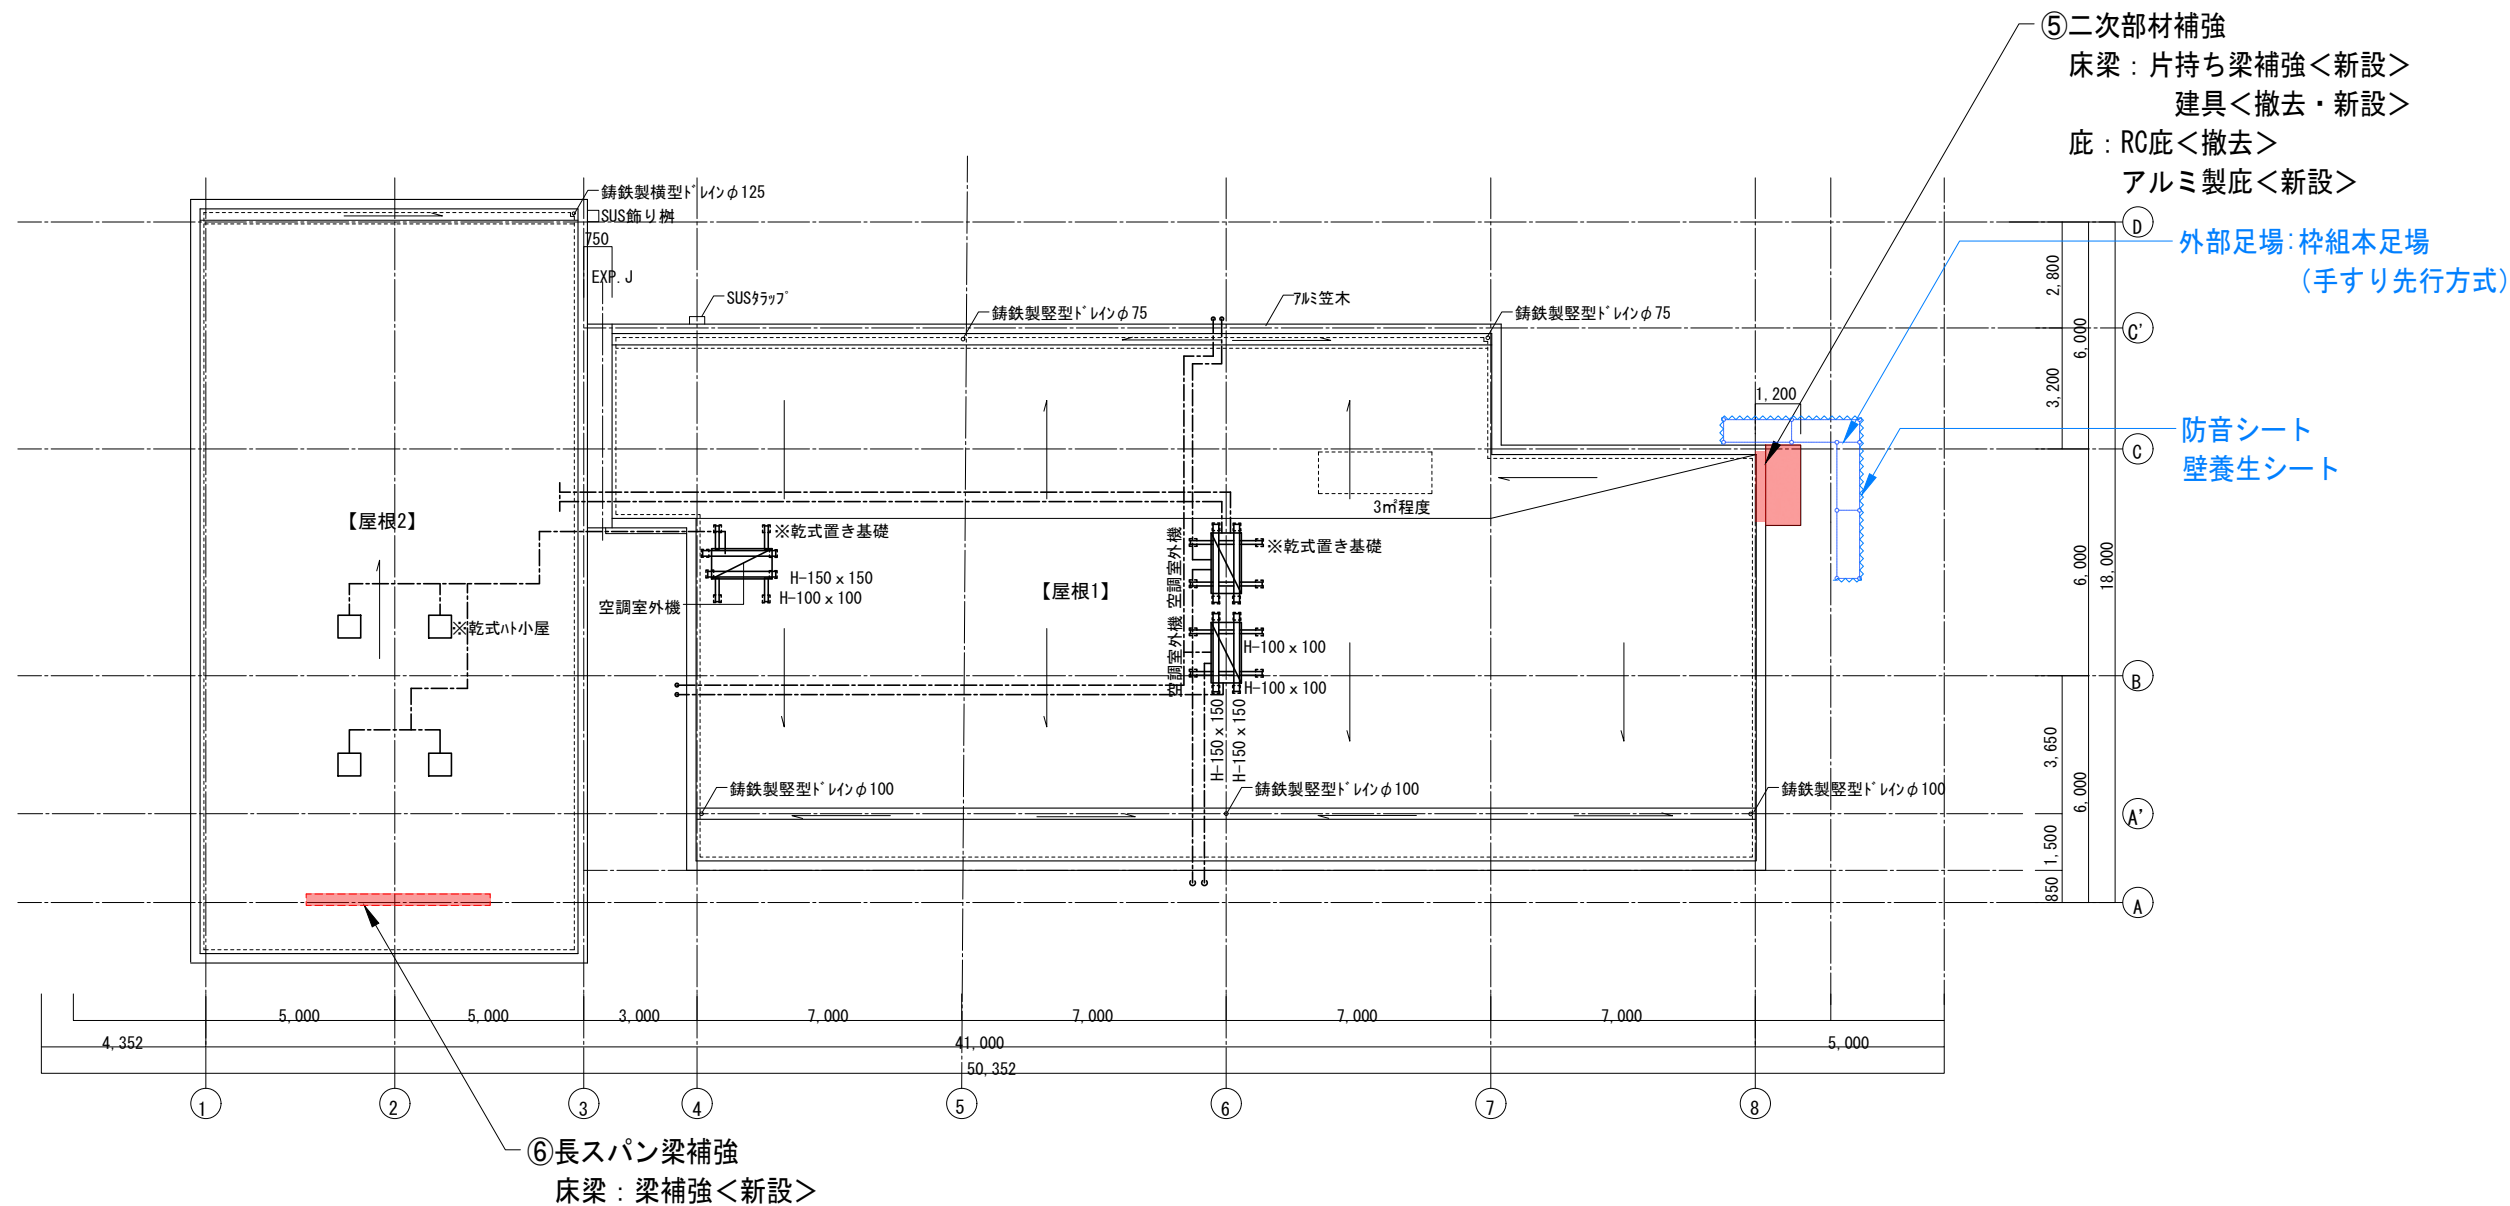 ⑤二次部材補強
床梁：片持ち梁補強＜新設＞
建具＜撤去・新設＞
庇：RC庇＜撤去＞
アルミ製庇＜新設＞
外部足場：枠組本足場
（手すり先行方式）
防音シート
壁養生シート
鋳鉄製横型ﾄﾞﾚｲﾝφ125
SUS飾り桝
750
EXP.J
SUSﾀﾗｯﾌﾟ
鋳鉄製竪型ﾄﾞﾚｲﾝφ75
ｱﾙﾐ笠木
鋳鉄製竪型ﾄﾞﾚｲﾝφ75
1,200
D
C'
C
B
A'
A
2,800
3,200
6,000
6,000
18,000
3,650
6,000
1,500
850
【屋根2】
3㎡程度
※乾式置き基礎
H-150×150
H-100×100
空調室外機
※乾式ﾊﾄ小屋
【屋根1】
空調室外機
空調室外機
※乾式置き基礎
H-100×100
H-100×100
H-150×150
H-150×150
鋳鉄製竪型ﾄﾞﾚｲﾝφ100
鋳鉄製竪型ﾄﾞﾚｲﾝφ100
鋳鉄製竪型ﾄﾞﾚｲﾝφ100
5,000
5,000
3,000
7,000
7,000
7,000
7,000
4,352
41,000
5,000
50,352
1
2
3
4
5
6
7
8
⑥長スパン梁補強
床梁：梁補強＜新設＞